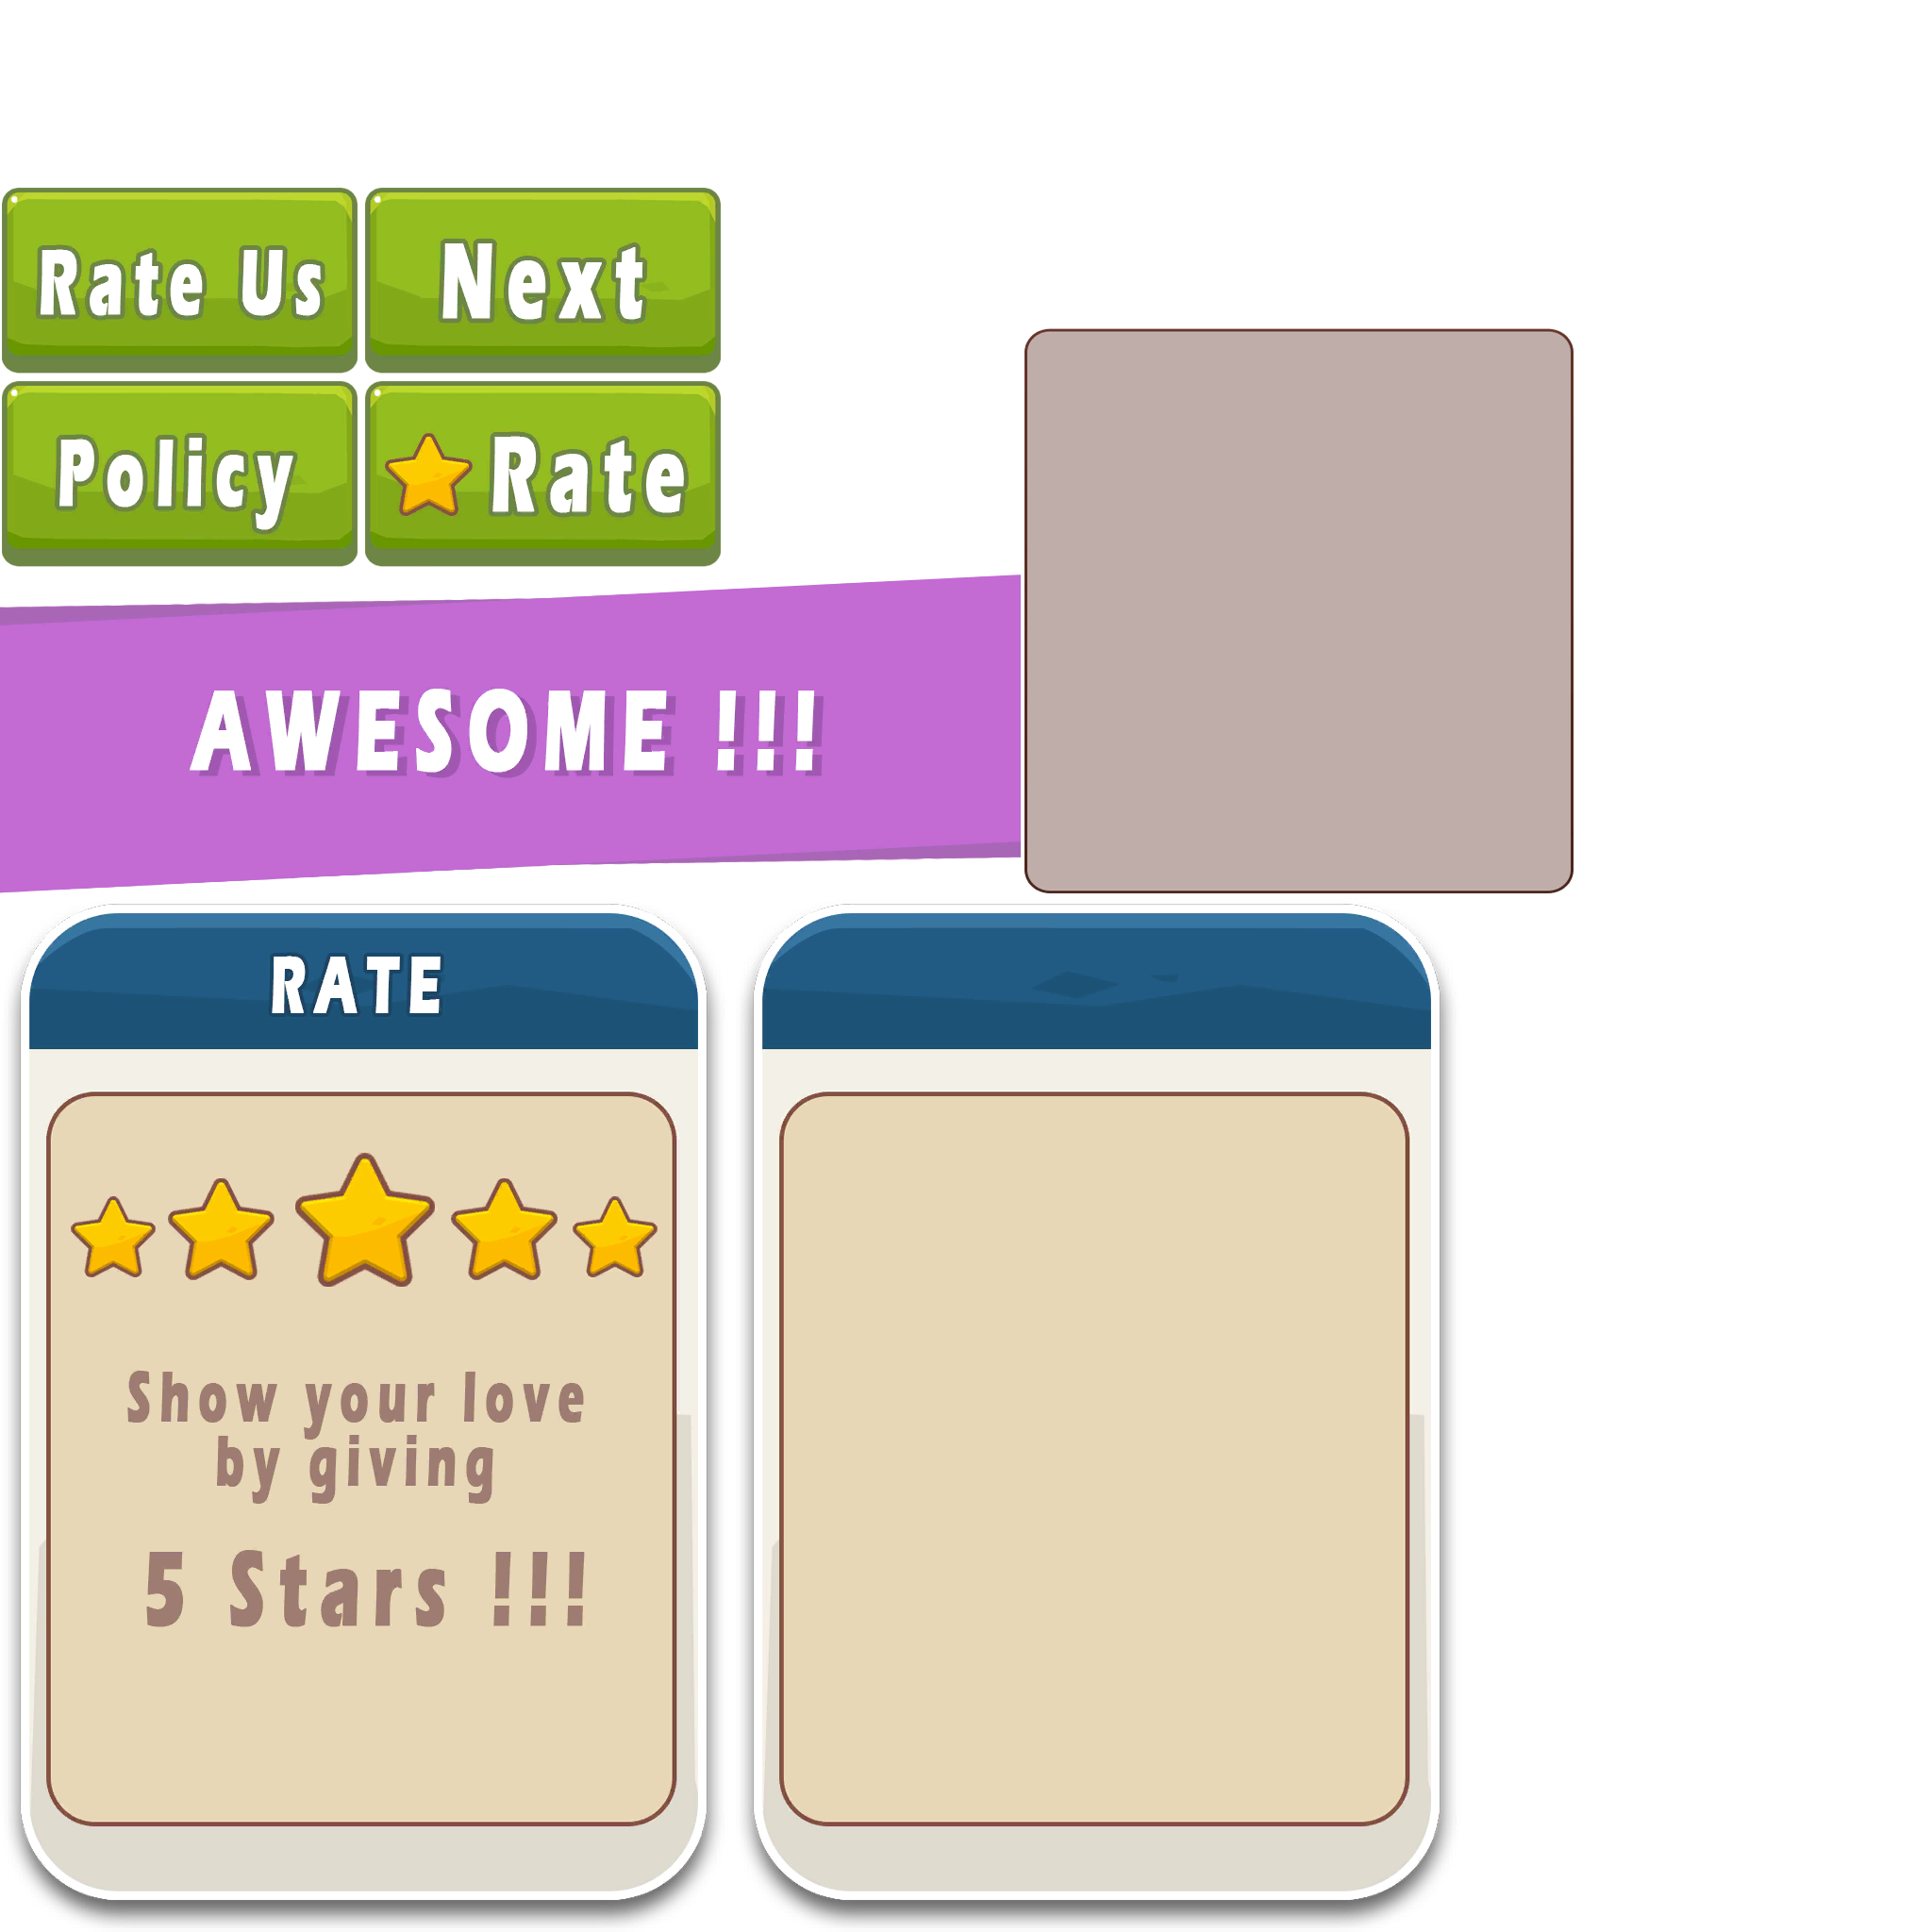 Rate Us
Next
Policy
Rate
AWESOME !!!
RATE
Show your love
by giving
5 Stars !!!